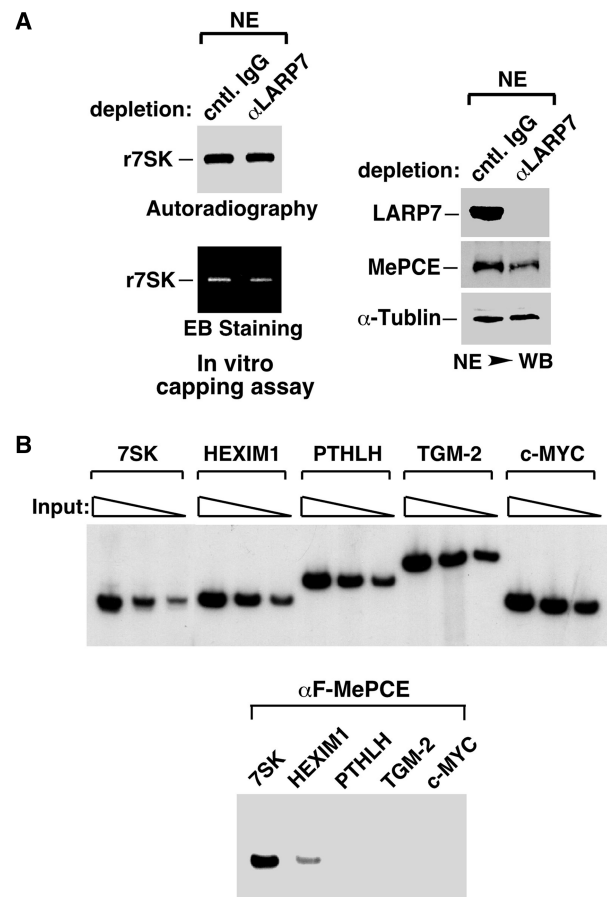 A
NE
depletion: cntl. IgG αLARP7
r7SK
Autoradiography
r7SK
EB Staining
In vitro
capping assay
NE
depletion: cntl. IgG αLARP7
LARP7
MePCE
α-Tublin
NE ➤ WB
B
7SK HEXIM1 PTHLH TGM-2 c-MYC
Input:
αF-MePCE
7SK HEXIM1 PTHLH TGM-2 c-MYC